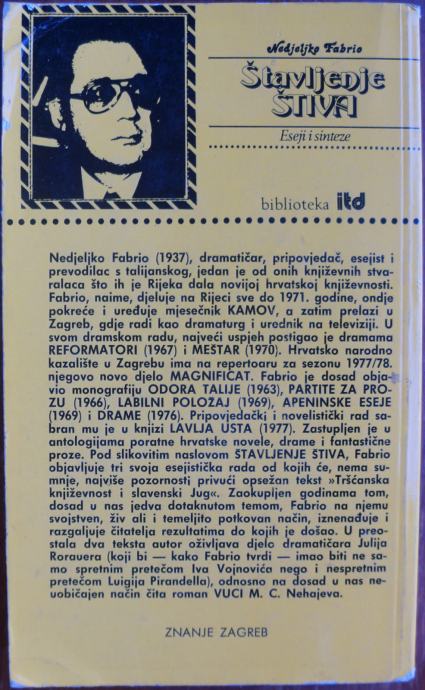 Nedjeljko Fabrio
Štavljenje
ŠTIVA
Eseji i sinteze
biblioteka itd
Nedjeljko Fabrio (1937), dramatičar, pripovjedač, esejist i
prevodilac s talijanskog, jedan je od onih književnih stva-
ralaca što ih je Rijeka dala novijoj hrvatskoj književnosti.
Fabrio, naime, djeluje na Rijeci sve do 1971. godine, ondje
pokreće i uređuje mjesečnik KAMOV, a zatim prelazi u
Zagreb, gdje radi kao dramaturg i urednik na televiziji. U
svom dramskom radu, najveći uspjeh postigao je dramama
REFORMATORI (1967) i MEŠTAR (1970). Hrvatsko narodno
kazalište u Zagrebu ima na repertoaru za sezonu 1977/78.
njegovo novo djelo MAGNIFICAT. Fabrio je dosad obja-
vio monografiju ODORA TALIJE (1963), PARTITE ZA PRO-
ZU (1966), LABILNI POLOŽAJ (1969), APENINSKE ESEJE
(1969) i DRAME (1976). Pripovjedački i novelistički rad sa-
bran mu je u knjizi LAVLJA USTA (1977). Zastupljen je u
antologijama poratne hrvatske novele, drame i fantastične
proze. Pod slikovitim naslovom ŠTAVLJENJE ŠTIVA, Fabrio
objavljuje tri svoja esejistička rada od kojih će, nema su-
mnje, najviše pozornosti privući opsežan tekst »Tršćanska
književnost i slavenski Jug«. Zaokupljen godinama tom,
dosad u nas jedva dotaknutom temom, Fabrio na njemu
svojstven, živ ali i temeljito potkovan način, iznenađuje i
razgaljuje čitatelja rezultatima do kojih je došao. U preo-
stala dva teksta autor oživljava djelo dramatičara Julija
Rorauera (koji bi — kako Fabrio tvrdi — imao biti ne sa-
mo spretnim pretečom Iva Vojnovića nego i nespretnim
pretečom Luigija Pirandella), odnosno na dosad u nas ne-
uobičajen način čita roman VUCI M. C. Nehajeva.
ZNANJE ZAGREB